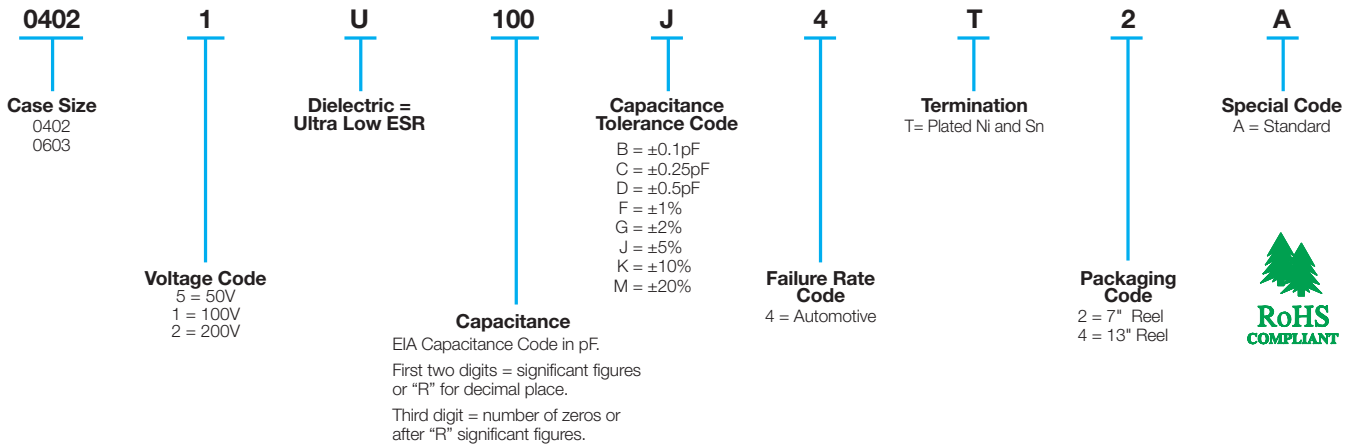 0402 1 U 100 J 4 T 2 A
Case Size
0402
0603
Voltage Code
5 = 50V
1 = 100V
2 = 200V
Dielectric =
Ultra Low ESR
Capacitance
EIA Capacitance Code in pF.
First two digits = significant figures
or “R” for decimal place.
Third digit = number of zeros or
after “R” significant figures.
Capacitance
Tolerance Code
B = ±0.1pF
C = ±0.25pF
D = ±0.5pF
F = ±1%
G = ±2%
J = ±5%
K = ±10%
M = ±20%
Failure Rate
Code
4 = Automotive
Termination
T= Plated Ni and Sn
Packaging
Code
2 = 7" Reel
4 = 13" Reel
Special Code
A = Standard
RoHS
COMPLIANT